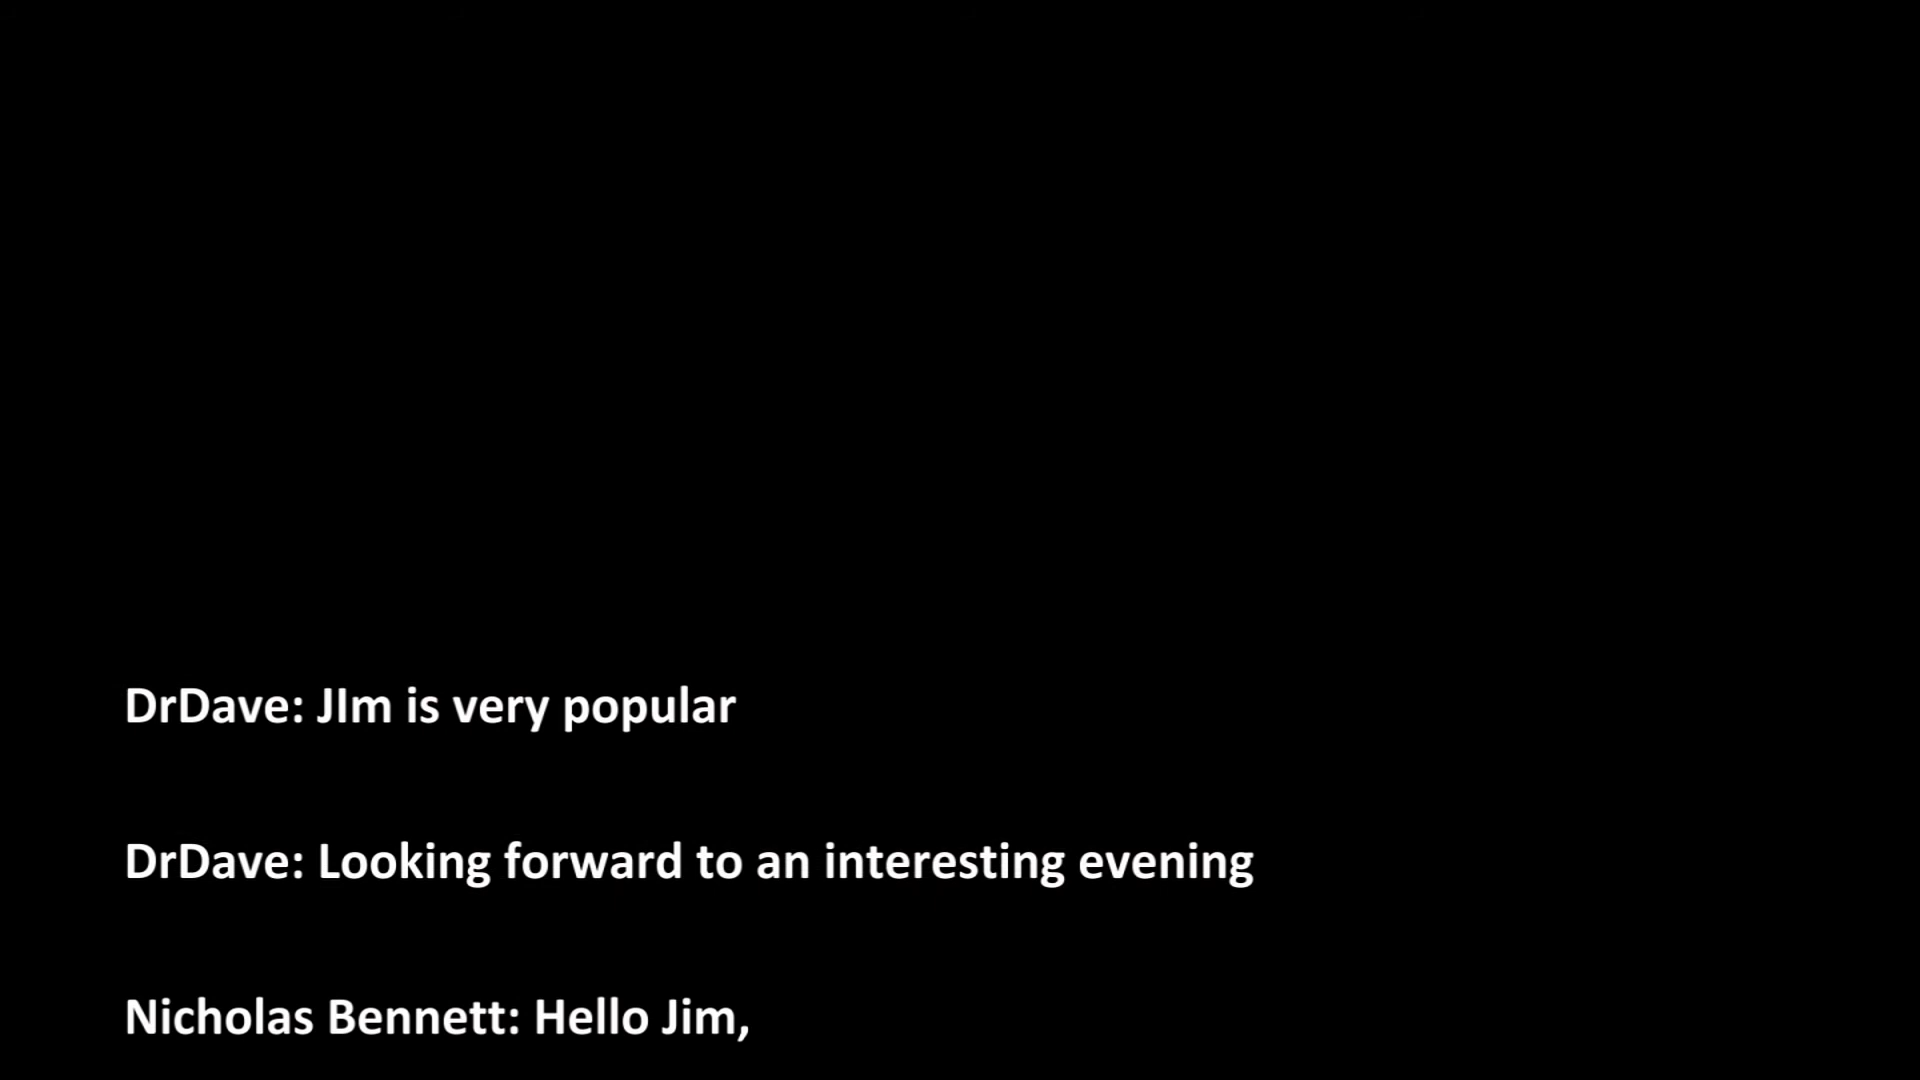 DrDave: JIm is very popular
DrDave: Looking forward to an interesting evening
Nicholas Bennett: Hello Jim,